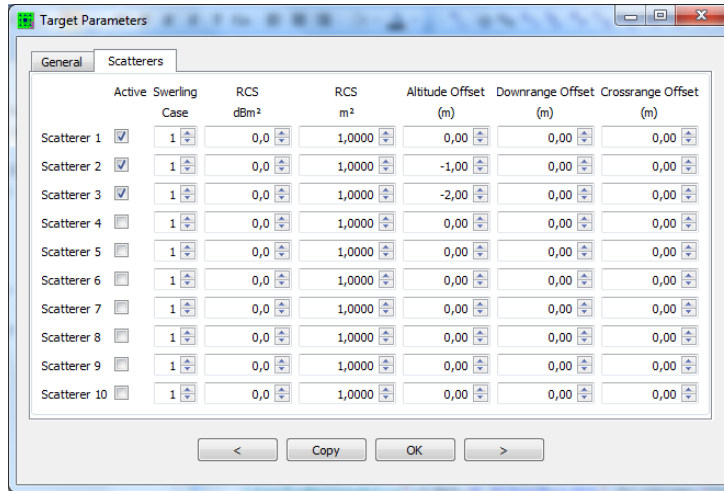 Target Parameters
General Scatterers
Active Swerling RCS RCS Altitude Offset Downrange Offset Crossrange Offset
Case dBm² m² (m) (m) (m)
Scatterer 1 1 0,0 1,0000 0,00 0,00 0,00
Scatterer 2 1 0,0 1,0000 -1,00 0,00 0,00
Scatterer 3 1 0,0 1,0000 -2,00 0,00 0,00
Scatterer 4 1 0,0 1,0000 0,00 0,00 0,00
Scatterer 5 1 0,0 1,0000 0,00 0,00 0,00
Scatterer 6 1 0,0 1,0000 0,00 0,00 0,00
Scatterer 7 1 0,0 1,0000 0,00 0,00 0,00
Scatterer 8 1 0,0 1,0000 0,00 0,00 0,00
Scatterer 9 1 0,0 1,0000 0,00 0,00 0,00
Scatterer 10 1 0,0 1,0000 0,00 0,00 0,00
< Copy OK >